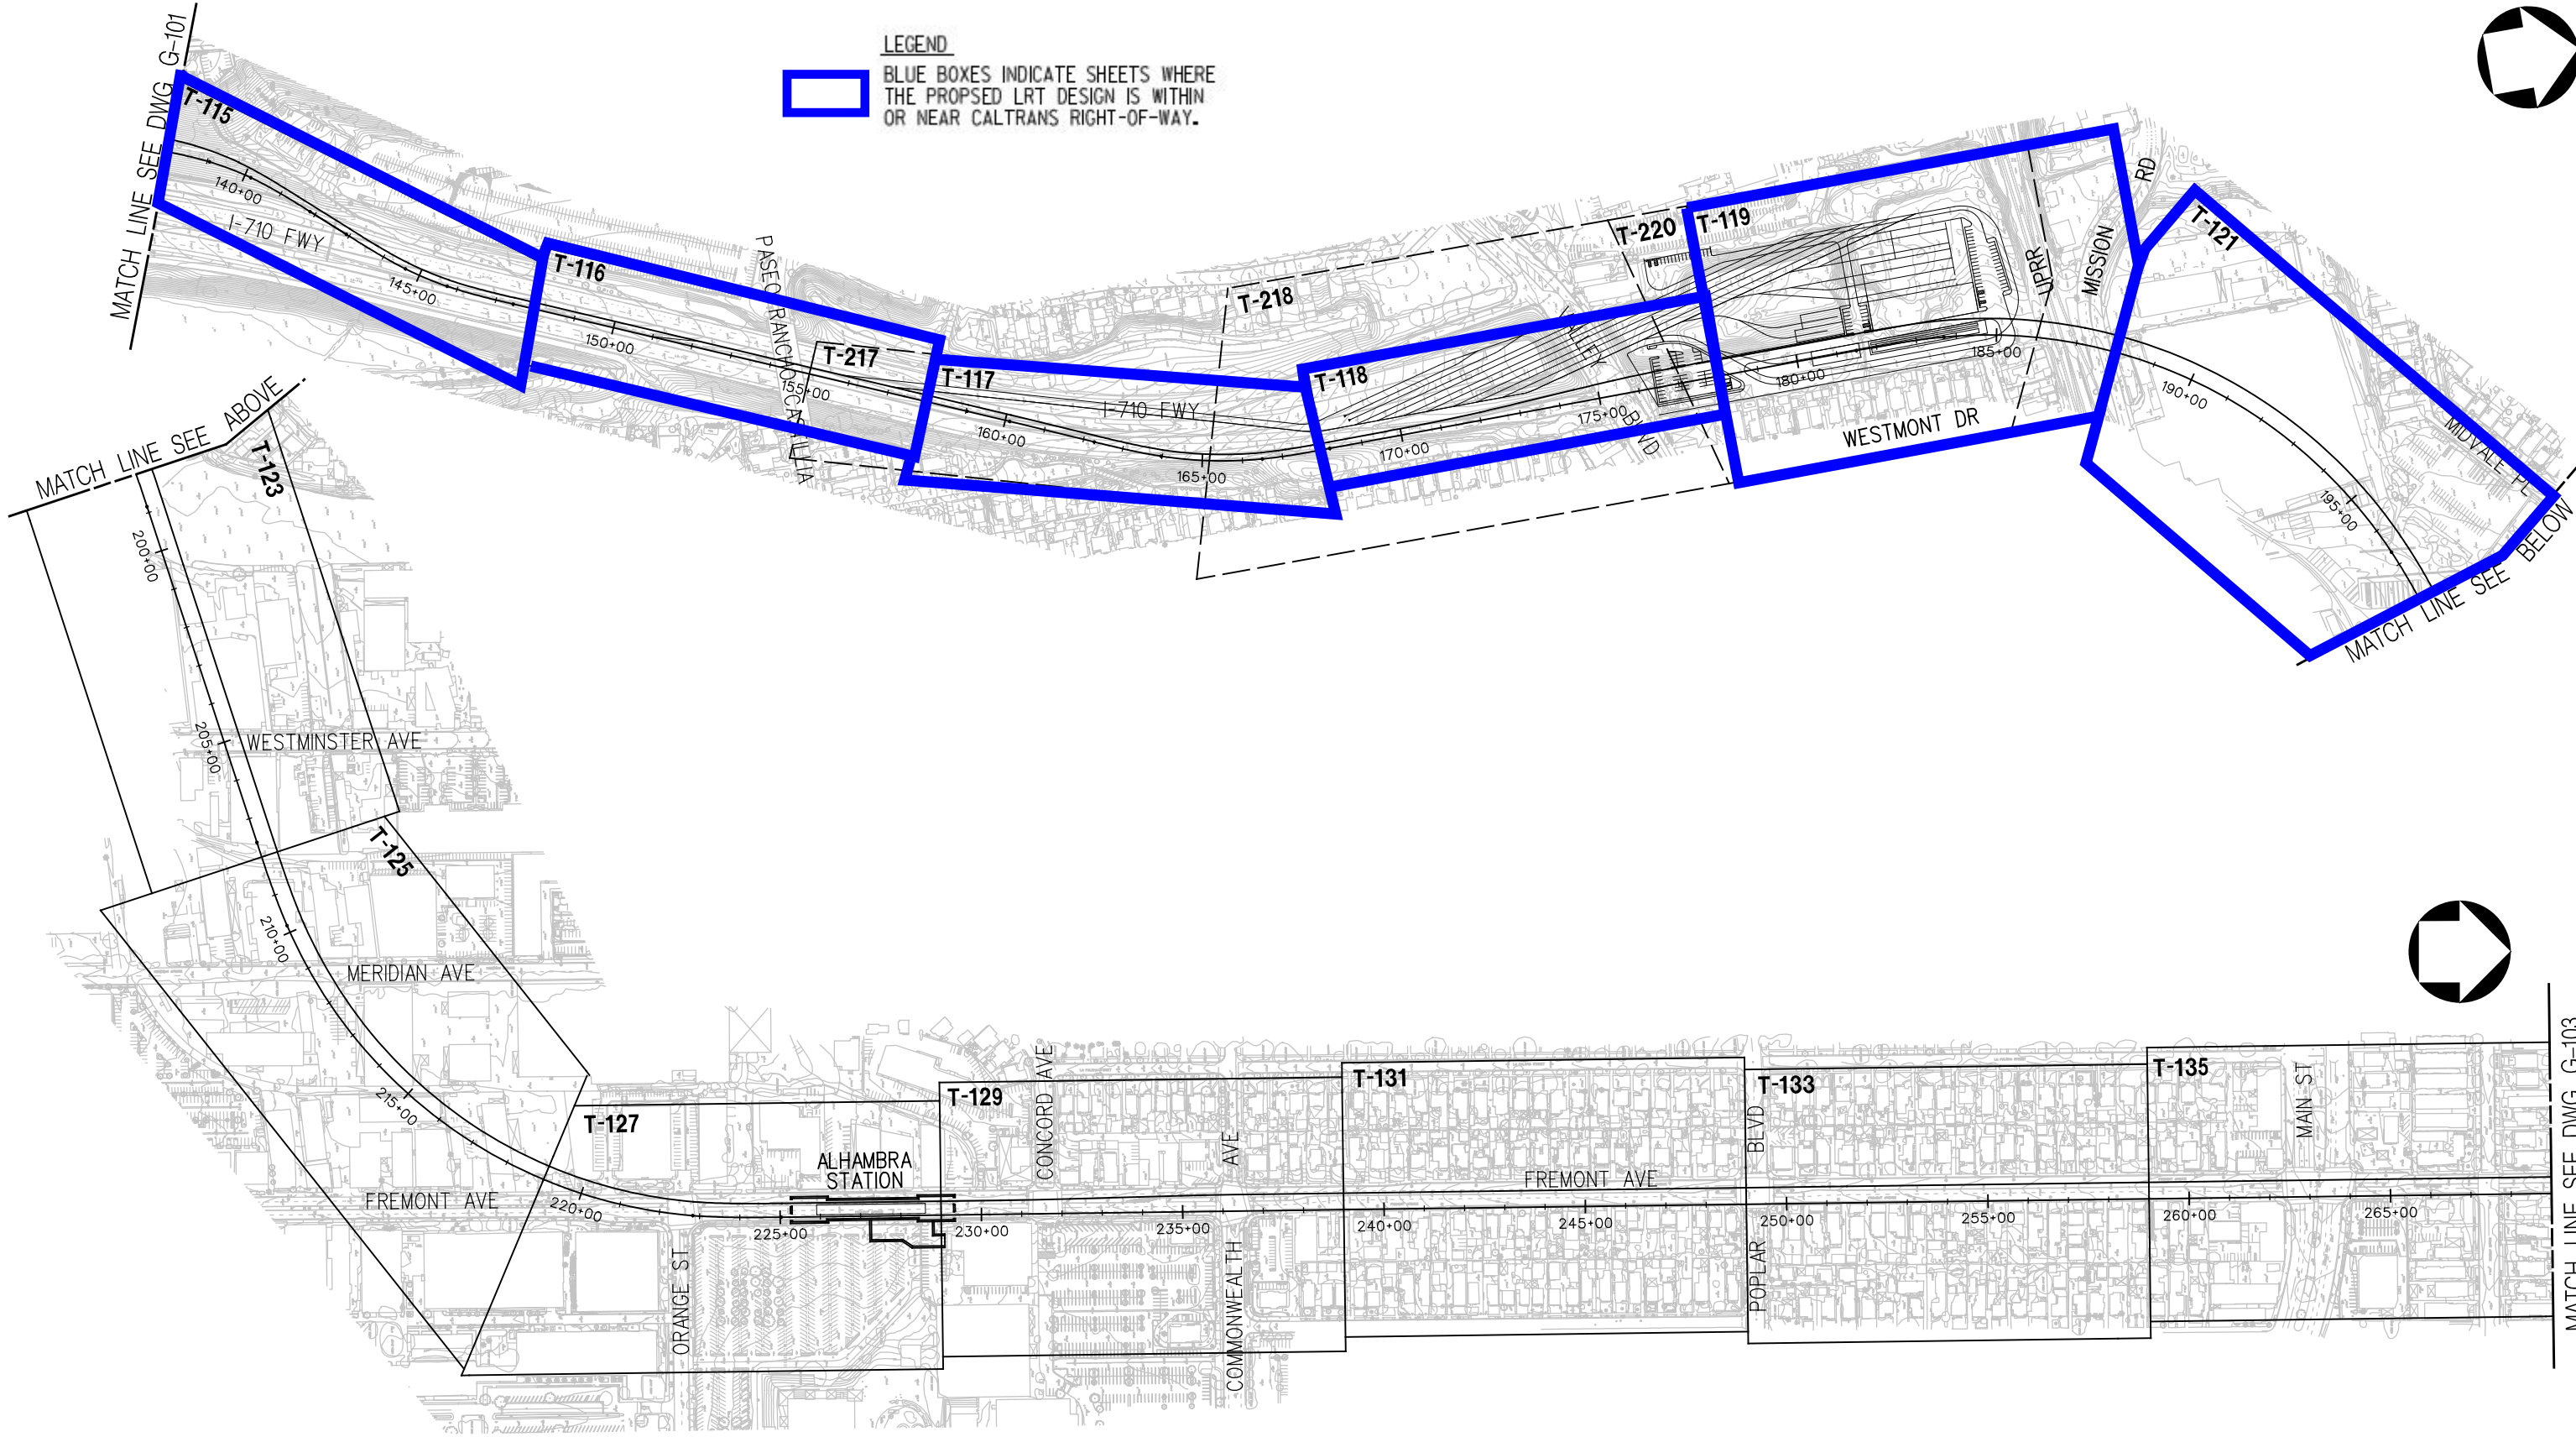 LEGEND
BLUE BOXES INDICATE SHEETS WHERE
THE PROPSED LRT DESIGN IS WITHIN
OR NEAR CALTRANS RIGHT-OF-WAY.
MATCH LINE SEE DWG G-101
T-115
140+00
I-710 FWY
145+00
T-116
150+00
PASEO RANCHO CASTILLIA
T-217
155+00
T-117
I-710 FWY
160+00
165+00
T-218
T-118
170+00
175+00
VALLEY
BLVD
T-220
T-119
180+00
185+00
WESTMONT DR
UPRR
MISSION
RD
T-121
190+00
195+00
MIDVALE PL
MATCH LINE SEE BELOW
MATCH LINE SEE ABOVE
T-123
200+00
205+00
WESTMINSTER AVE
T-125
210+00
MERIDIAN AVE
215+00
FREMONT AVE
220+00
T-127
ORANGE ST
ALHAMBRA
STATION
225+00
T-129
230+00
CONCORD AVE
235+00
COMMONWEALTH
AVE
T-131
240+00
FREMONT AVE
245+00
POPLAR
BLVD
T-133
250+00
255+00
T-135
260+00
MAIN ST
265+00
MATCH LINE SEE DWG G-103